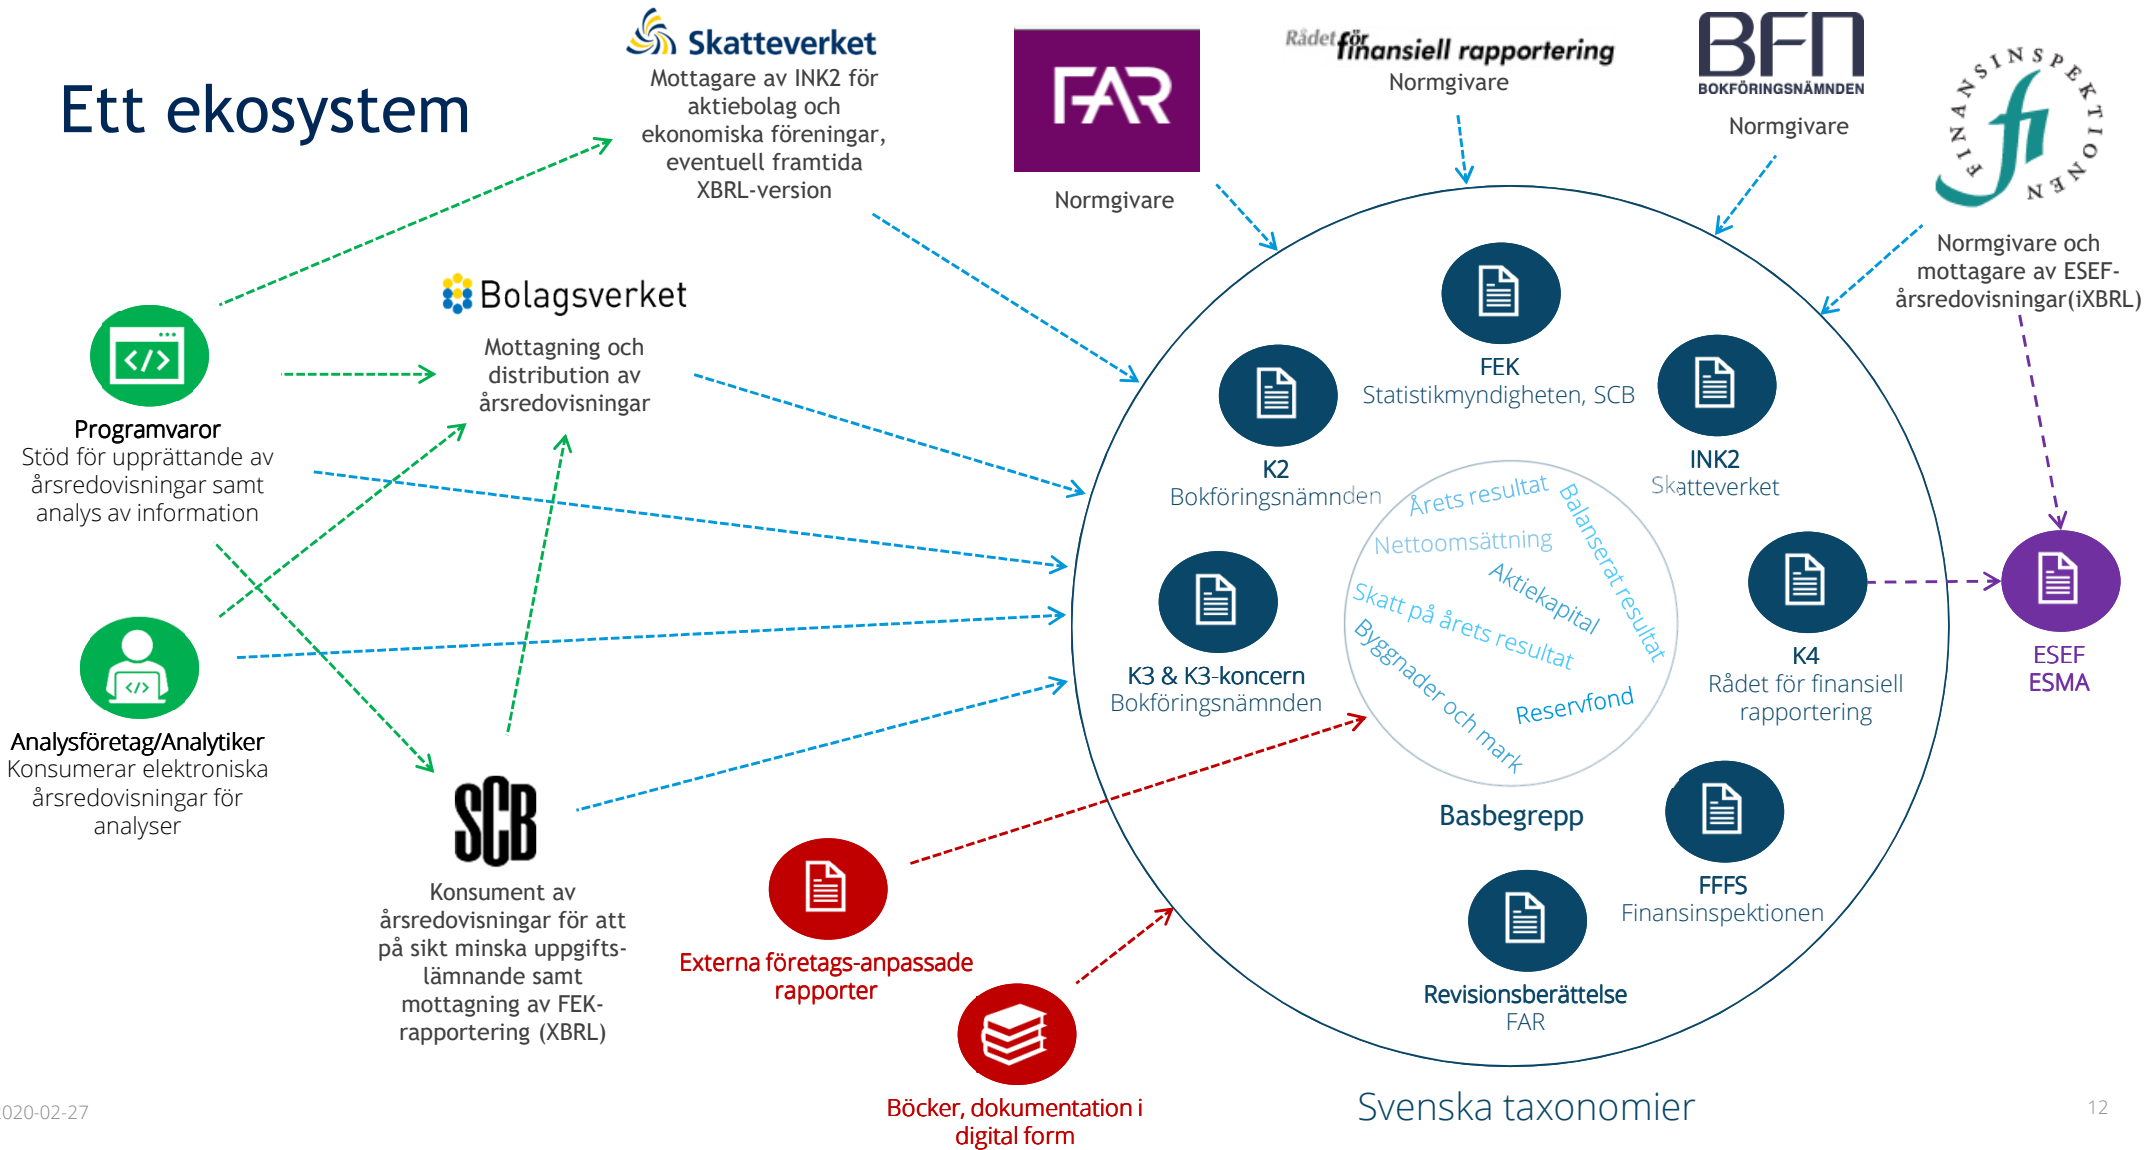 Ett ekosystem
Skatteverket
Mottagare av INK2 för
aktiebolag och
ekonomiska föreningar,
eventuell framtida
XBRL-version
FAR
Normgivare
Rådet för
finansiell rapportering
Normgivare
BFN
BOKFÖRINGSNÄMNDEN
Normgivare
FINANSINSPEKTIONEN
fi
Normgivare och
mottagare av ESEF-
årsredovisningar(iXBRL)
Bolagsverket
Mottagning och
distribution av
årsredovisningar
</>
Programvaror
Stöd för upprättande av
årsredovisningar samt
analys av information
</>
Analysföretag/Analytiker
Konsumerar elektroniska
årsredovisningar för
analyser
SCB
Konsument av
årsredovisningar för att
på sikt minska uppgifts-
lämnande samt
mottagning av FEK-
rapportering (XBRL)
Externa företags-anpassade
rapporter
Böcker, dokumentation i
digital form
FEK
Statistikmyndigheten, SCB
K2
Bokföringsnämnden
INK2
Skatteverket
K3 & K3-koncern
Bokföringsnämnden
K4
Rådet för finansiell
rapportering
ESEF
ESMA
Årets resultat
Balanserat resultat
Nettoomsättning
Aktiekapital
Skatt på årets resultat
Byggnader och mark
Reservfond
Basbegrepp
FFFS
Finansinspektionen
Revisionsberättelse
FAR
Svenska taxonomier
2020-02-27
12